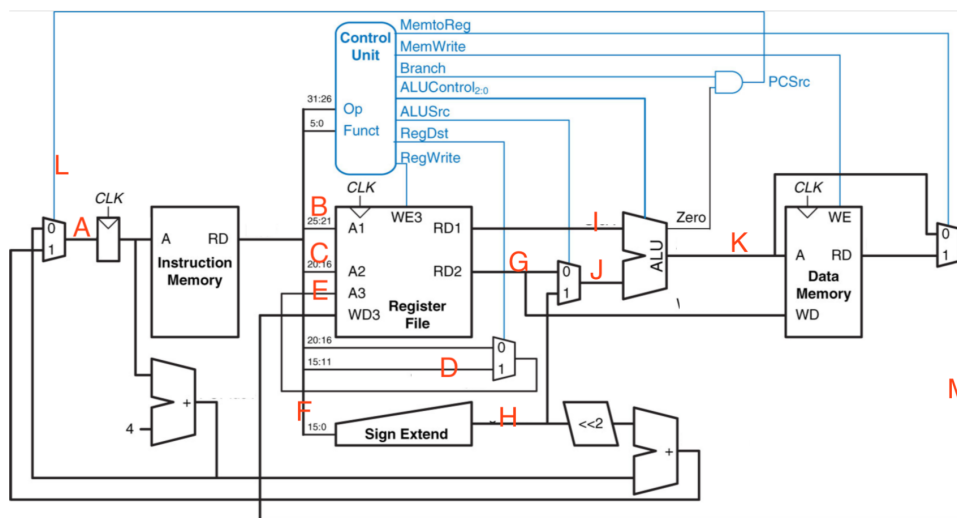 MemtoReg
Control
Unit
MemWrite
Branch
PCSrc
ALUControl2:0
31:26
Op
ALUSrc
5:0
Funct
RegDst
RegWrite
L
CLK
B
CLK
CLK
A
WE3
I
Zero
WE
0
1
A
RD
25:21
A1
RD1
K
0
1
Instruction
Memory
C
G
ALU
A
RD
20:16
A2
RD2
0
1
J
Data
Memory
E
A3
Register
File
WD3
WD
20:16
0
15:11
D
1
M
F
H
4
+
15:0
Sign Extend
<<2
+